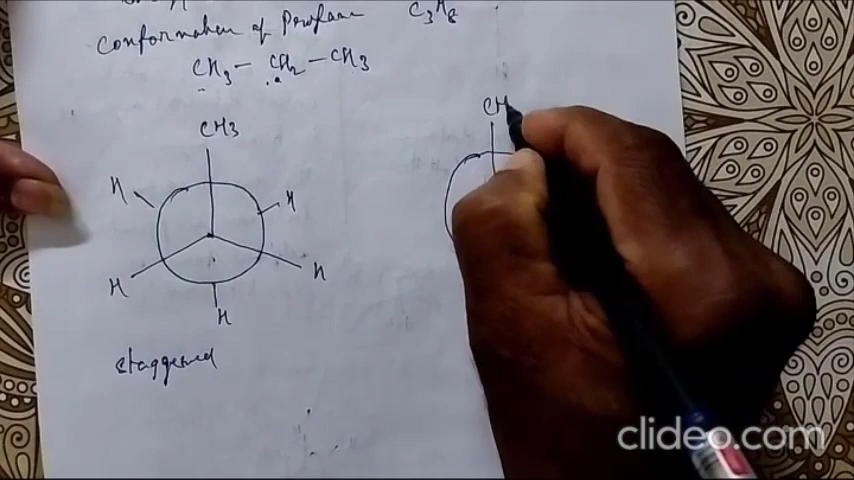 Conformation of Propane C3H8
CH3 - CH2 - CH3
CH3
CH
H
H
H
H
H
staggered
clideo.com